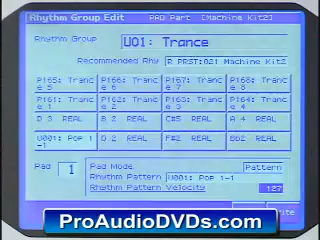 Rhythm Group Edit PAD Part [Machine Kit2]
Rhythm Group U01: Trance
Recommended Rhy R PRST:021 Machine Kit2
P165: Tranc e 5 P166: Tranc e 6 P167: Tranc e 7 P168: Tranc e 8
P161: Tranc e 1 P162: Tranc e 2 P163: Tranc e 3 P164: Tranc e 4
D 3 REAL D 2 REAL C#2 REAL A 4 REAL
U001: Pop 1 -1 B 2 REAL F#2 REAL Bb2 REAL
Pad 1 Pad Mode Pattern
Rhythm Pattern U001: Pop 1-1
Rhythm Pattern Velocity 127
ProAudioDVDs.com